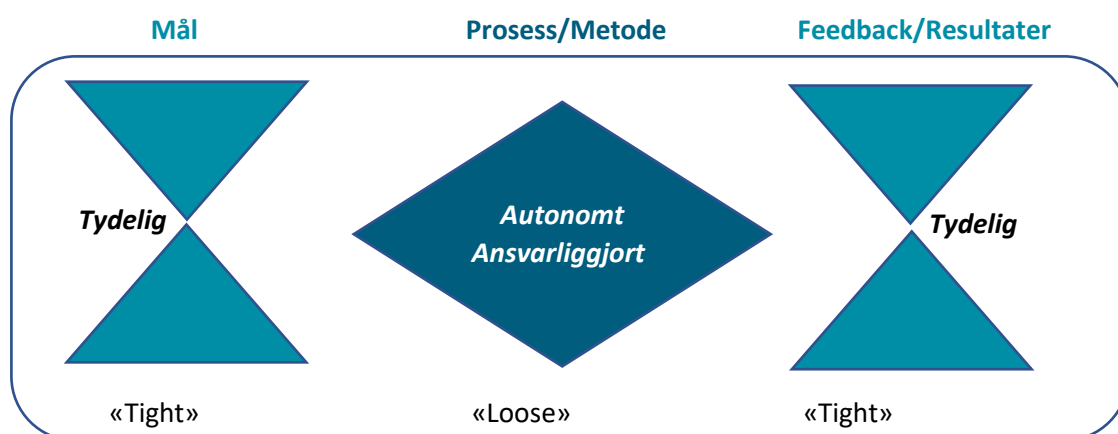 Mål
Prosess/Metode
Feedback/Resultater
Tydelig
Autonomt
Ansvarliggjort
Tydelig
«Tight»
«Loose»
«Tight»